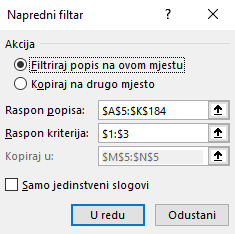 Napredni filtar
Akcija
Filtriraj popis na ovom mjestu
Kopiraj na drugo mjesto
Raspon popisa: $A$5:$K$184
Raspon kriterija: $1:$3
Kopiraj u: $M$5:$N$5
Samo jedinstveni slogovi
U redu Odustani